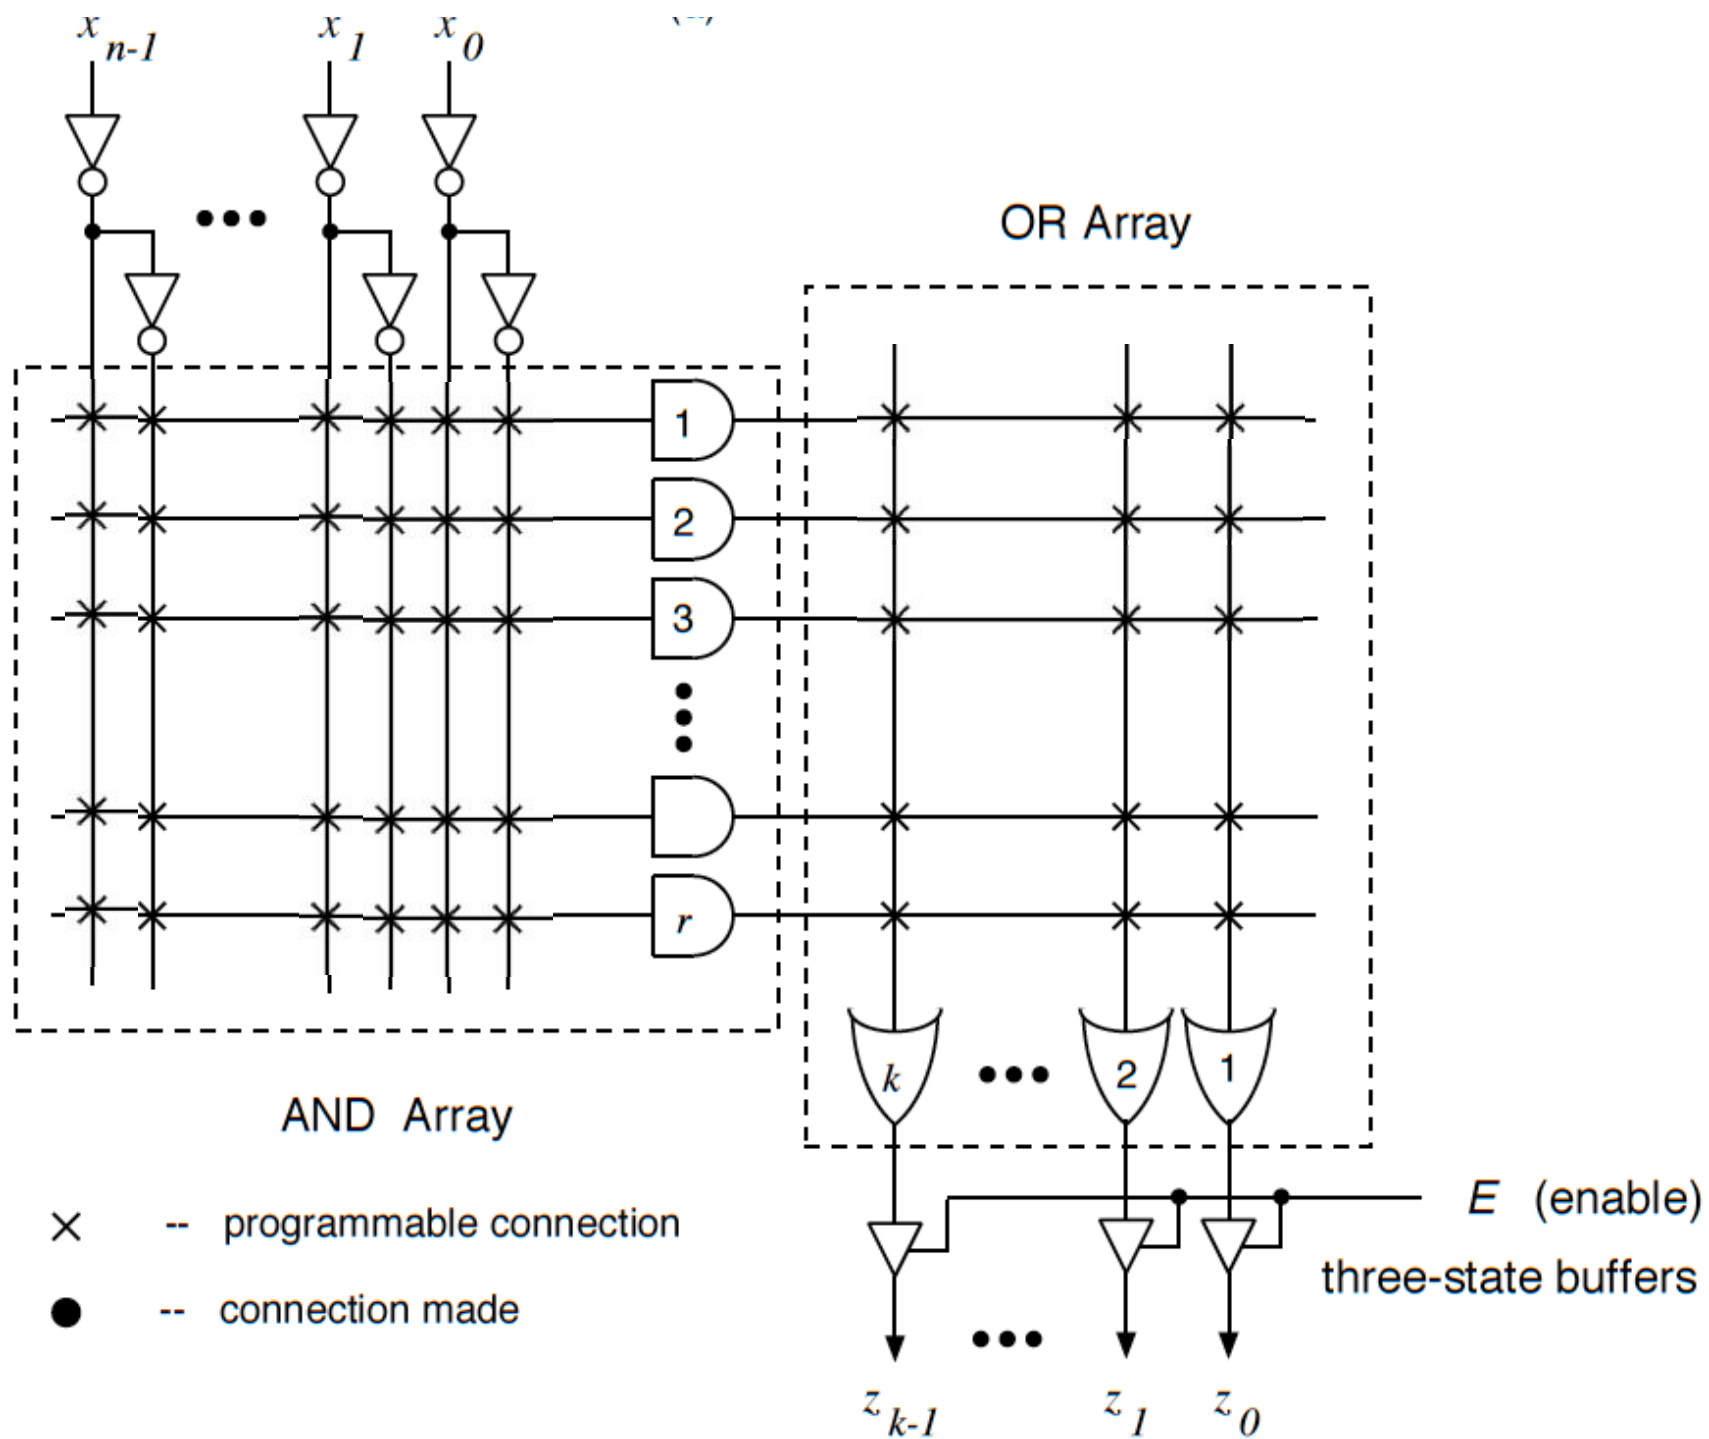 x n-1 x 1 x 0
OR Array
1
2
3
r
k 2 1
AND Array
E (enable)
× -- programmable connection
three-state buffers
● -- connection made
z k-1 z 1 z 0